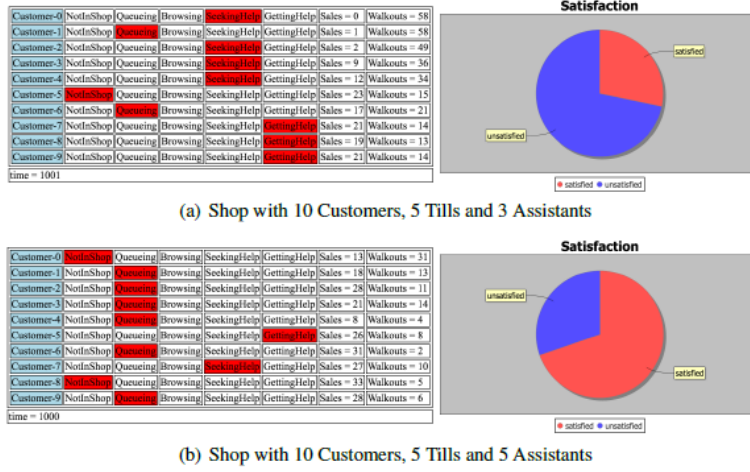 Satisfaction
Customer-0 NotInShop Queueing Browsing SeekingHelp GettingHelp Sales = 0 Walkouts = 58
Customer-1 NotInShop Queueing Browsing SeekingHelp GettingHelp Sales = 1 Walkouts = 58
Customer-2 NotInShop Queueing Browsing SeekingHelp GettingHelp Sales = 2 Walkouts = 49
Customer-3 NotInShop Queueing Browsing SeekingHelp GettingHelp Sales = 9 Walkouts = 36
Customer-4 NotInShop Queueing Browsing SeekingHelp GettingHelp Sales = 12 Walkouts = 34
Customer-5 NotInShop Queueing Browsing SeekingHelp GettingHelp Sales = 23 Walkouts = 15
Customer-6 NotInShop Queueing Browsing SeekingHelp GettingHelp Sales = 17 Walkouts = 21
Customer-7 NotInShop Queueing Browsing SeekingHelp GettingHelp Sales = 21 Walkouts = 14
Customer-8 NotInShop Queueing Browsing SeekingHelp GettingHelp Sales = 19 Walkouts = 13
Customer-9 NotInShop Queueing Browsing SeekingHelp GettingHelp Sales = 21 Walkouts = 14
time = 1001
satisfied
unsatisfied
satisfied unsatisfied
(a) Shop with 10 Customers, 5 Tills and 3 Assistants
Satisfaction
Customer-0 NotInShop Queueing Browsing SeekingHelp GettingHelp Sales = 13 Walkouts = 31
Customer-1 NotInShop Queueing Browsing SeekingHelp GettingHelp Sales = 18 Walkouts = 13
Customer-2 NotInShop Queueing Browsing SeekingHelp GettingHelp Sales = 28 Walkouts = 11
Customer-3 NotInShop Queueing Browsing SeekingHelp GettingHelp Sales = 21 Walkouts = 14
Customer-4 NotInShop Queueing Browsing SeekingHelp GettingHelp Sales = 8 Walkouts = 4
Customer-5 NotInShop Queueing Browsing SeekingHelp GettingHelp Sales = 26 Walkouts = 8
Customer-6 NotInShop Queueing Browsing SeekingHelp GettingHelp Sales = 31 Walkouts = 2
Customer-7 NotInShop Queueing Browsing SeekingHelp GettingHelp Sales = 27 Walkouts = 10
Customer-8 NotInShop Queueing Browsing SeekingHelp GettingHelp Sales = 33 Walkouts = 5
Customer-9 NotInShop Queueing Browsing SeekingHelp GettingHelp Sales = 28 Walkouts = 6
time = 1000
unsatisfied
satisfied
satisfied unsatisfied
(b) Shop with 10 Customers, 5 Tills and 5 Assistants